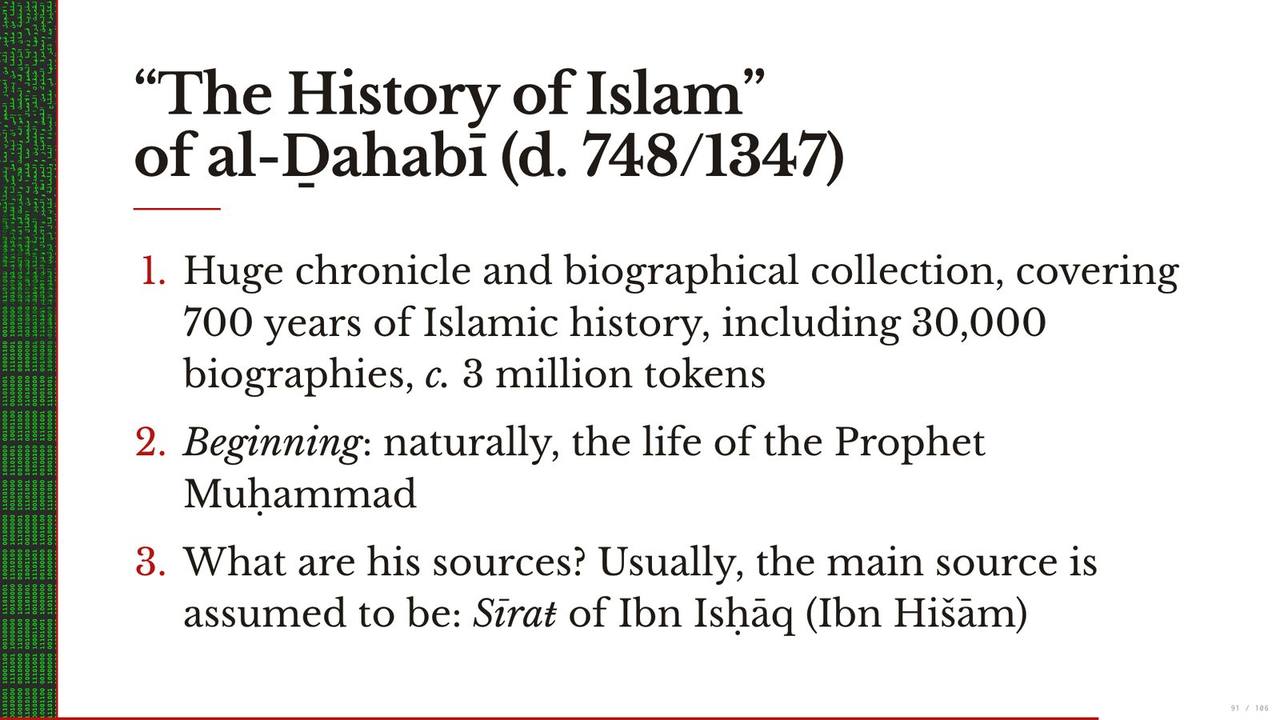 “The History of Islam”
of al-Ḏahabī (d. 748/1347)
1. Huge chronicle and biographical collection, covering
700 years of Islamic history, including 30,000
biographies, c. 3 million tokens
2. Beginning: naturally, the life of the Prophet
Muḥammad
3. What are his sources? Usually, the main source is
assumed to be: Sīraŧ of Ibn Isḥāq (Ibn Hišām)
91 / 106